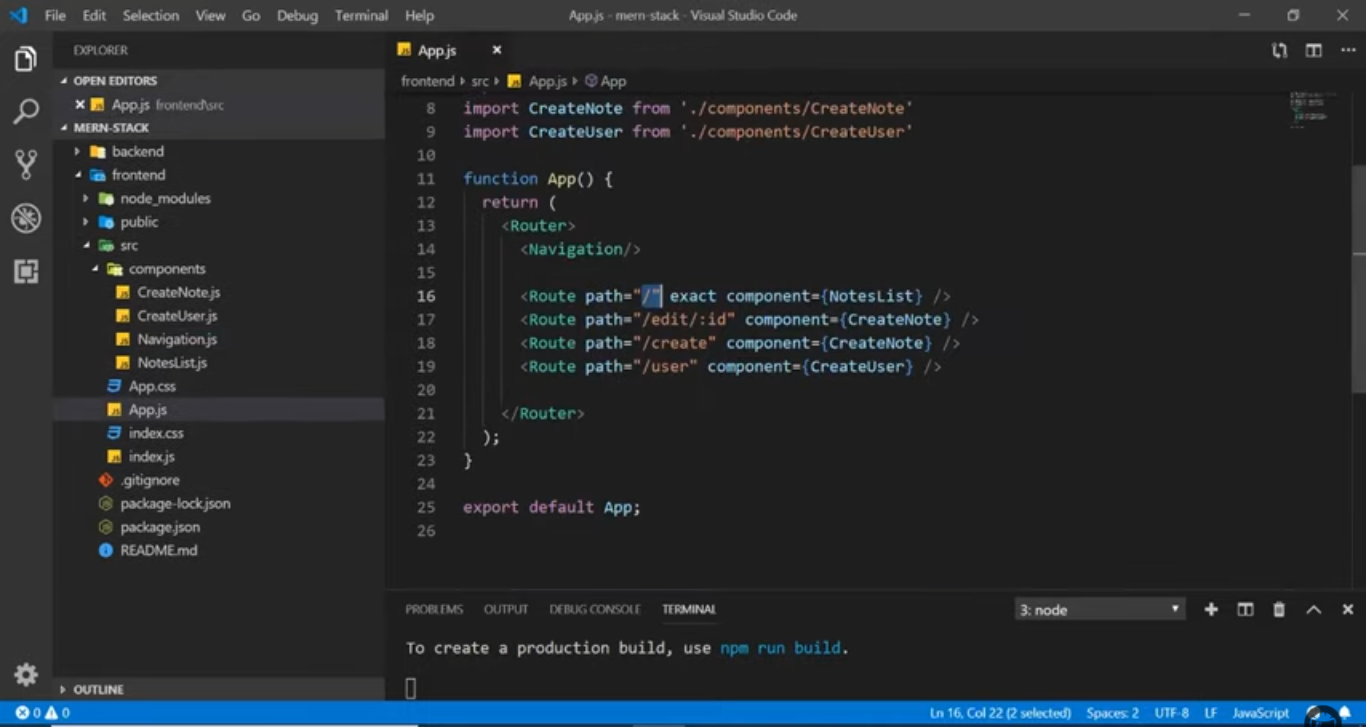 File Edit Selection View Go Debug Terminal Help App.js - mern-stack - Visual Studio Code
EXPLORER
OPEN EDITORS
App.js frontend\src
MERN-STACK
backend
frontend
node_modules
public
src
components
CreateNote.js
CreateUser.js
Navigation.js
NotesList.js
App.css
App.js
index.css
index.js
.gitignore
package-lock.json
package.json
README.md
OUTLINE
App.js
frontend src App.js App
8 import CreateNote from './components/CreateNote'
9 import CreateUser from './components/CreateUser'
10
11 function App() {
12 return (
13 <Router>
14 <Navigation/>
15
16 <Route path="/" exact component={NotesList} />
17 <Route path="/edit/:id" component={CreateNote} />
18 <Route path="/create" component={CreateNote} />
19 <Route path="/user" component={CreateUser} />
20
21 </Router>
22 );
23 }
24
25 export default App;
26
PROBLEMS OUTPUT DEBUG CONSOLE TERMINAL 3: node
To create a production build, use npm run build.
0 0 Ln 16, Col 22 (2 selected) Spaces: 2 UTF-8 LF JavaScript